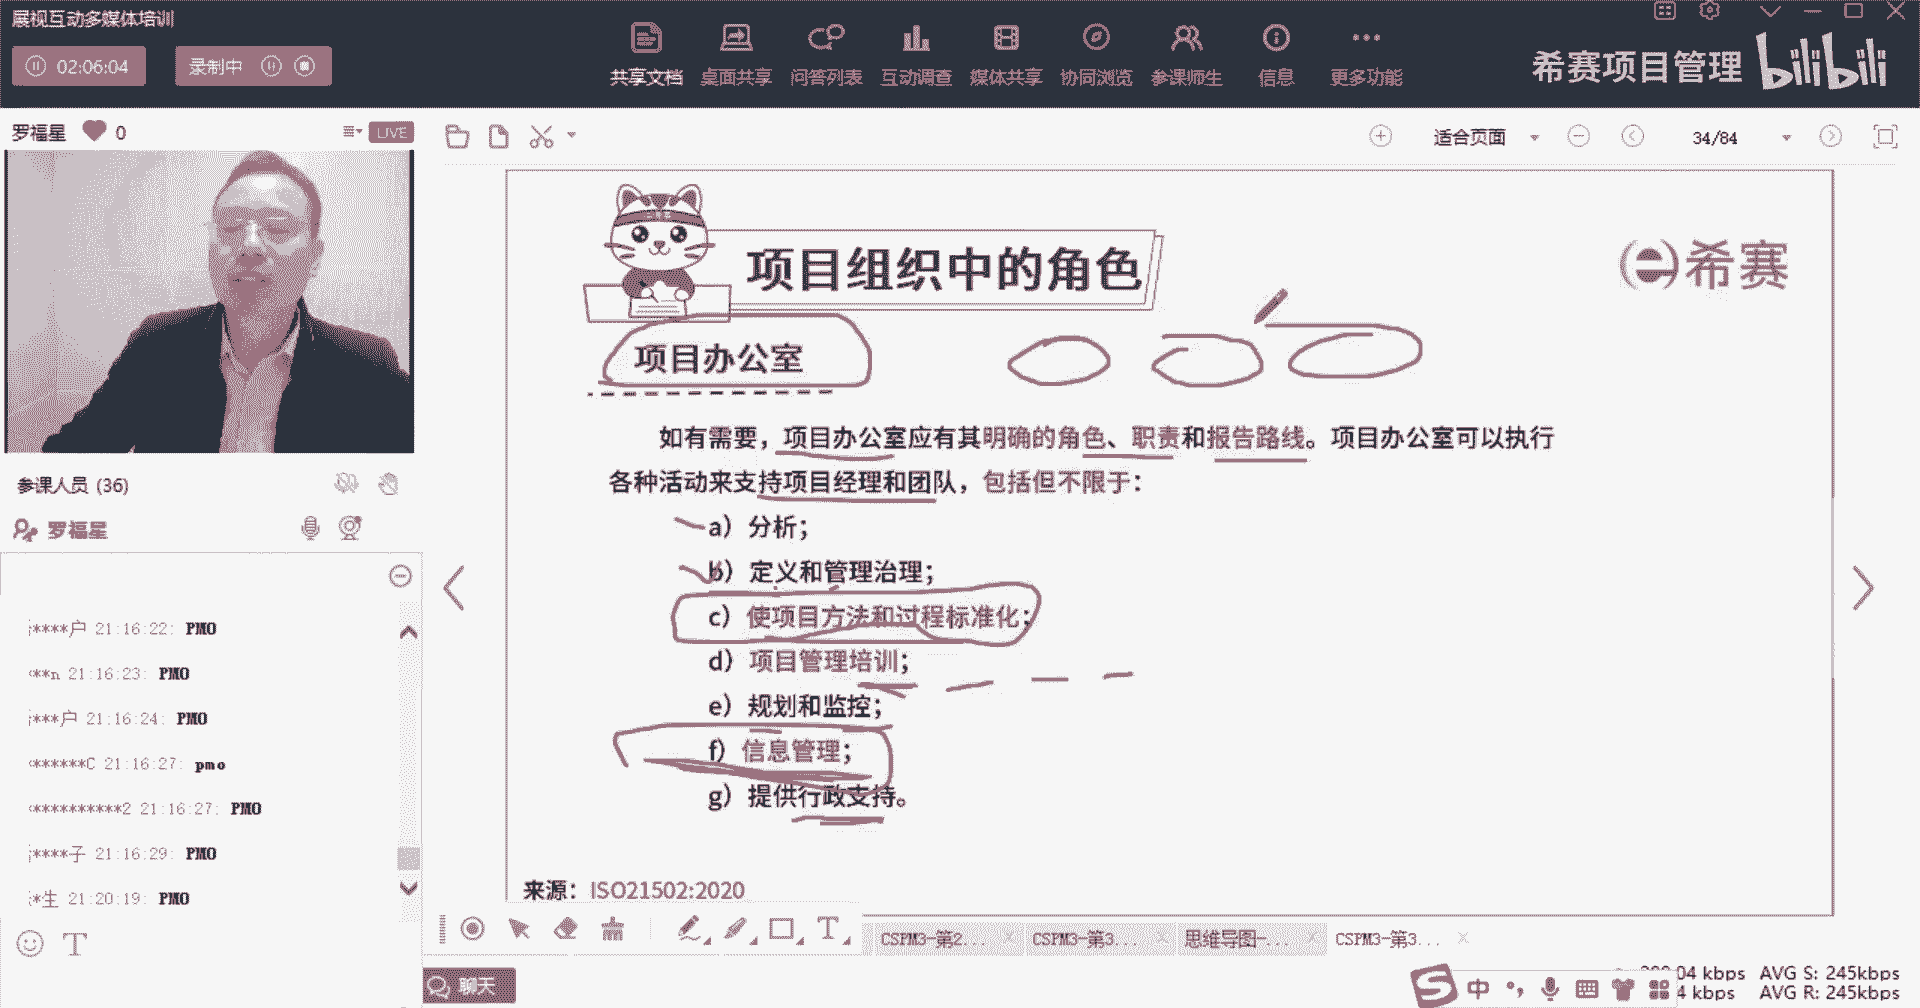 展视互动多媒体培训
02:06:04
录制中
共享文档 桌面共享 问答列表 互动调查 媒体共享 协同浏览 参课师生 信息 更多功能
希赛项目管理 bilibili
罗福星 0 LIVE
适合页面 34/84
项目组织中的角色
希赛
项目办公室
如有需要，项目办公室应有其明确的角色、职责和报告路线。项目办公室可以执行
各种活动来支持项目经理和团队，包括但不限于：
a）分析；
b）定义和管理治理；
c）使项目方法和过程标准化；
d）项目管理培训；
e）规划和监控；
f）信息管理；
g）提供行政支持。
来源：ISO21502:2020
参课人员 (36)
罗福星
i****户 21:16:22: PMO
**n 21:16:23: PMO
i***户 21:16:24: PMO
******C 21:16:27: pmo
**********2 21:16:27: PMO
i****子 21:16:29: PMO
i*生 21:20:19: PMO
CSPM3-第2... CSPM3-第3... 思维导图-... CSPM3-第3...
聊天
中
04 kbps AVG S: 245kbps
4 kbps AVG R: 245kbps